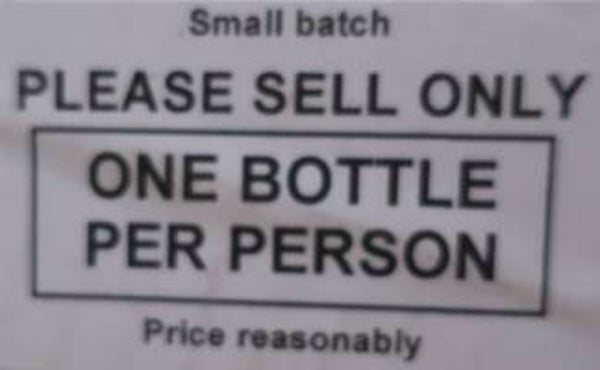 Small batch
PLEASE SELL ONLY
ONE BOTTLE
PER PERSON
Price reasonably